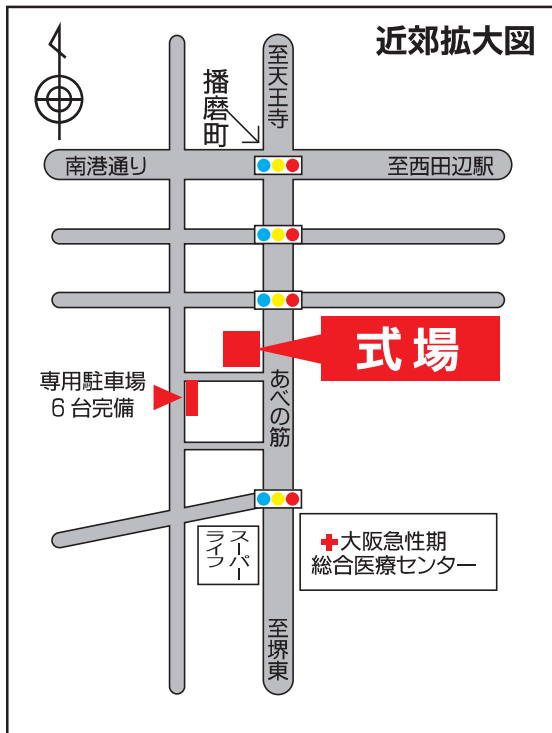 近郊拡大図
至天王寺
播磨町
南港通り
至西田辺駅
式場
専用駐車場
6台完備
あべの筋
スーパー
ライフ
大阪急性期
総合医療センター
至堺東